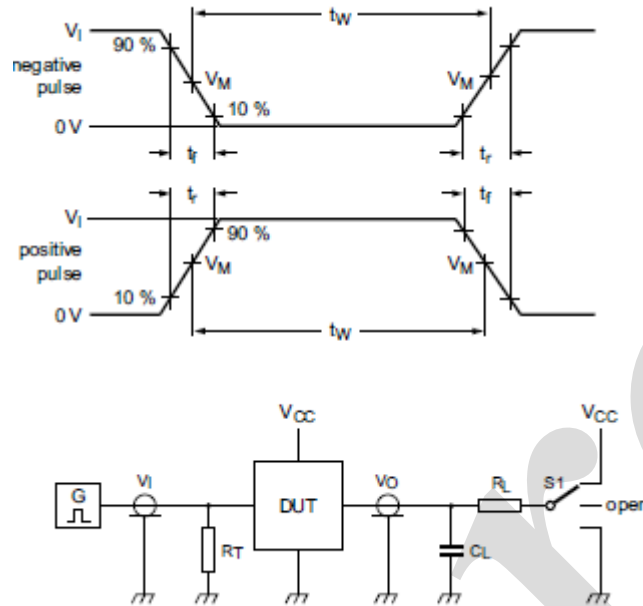 tW
VI
90 %
negative
pulse
VM
VM
10 %
0 V
tf
tr
tr
tf
VI
90 %
positive
pulse
VM
VM
10 %
0 V
tW
VCC
VCC
G
VI
DUT
VO
RL
S1
open
RT
CL